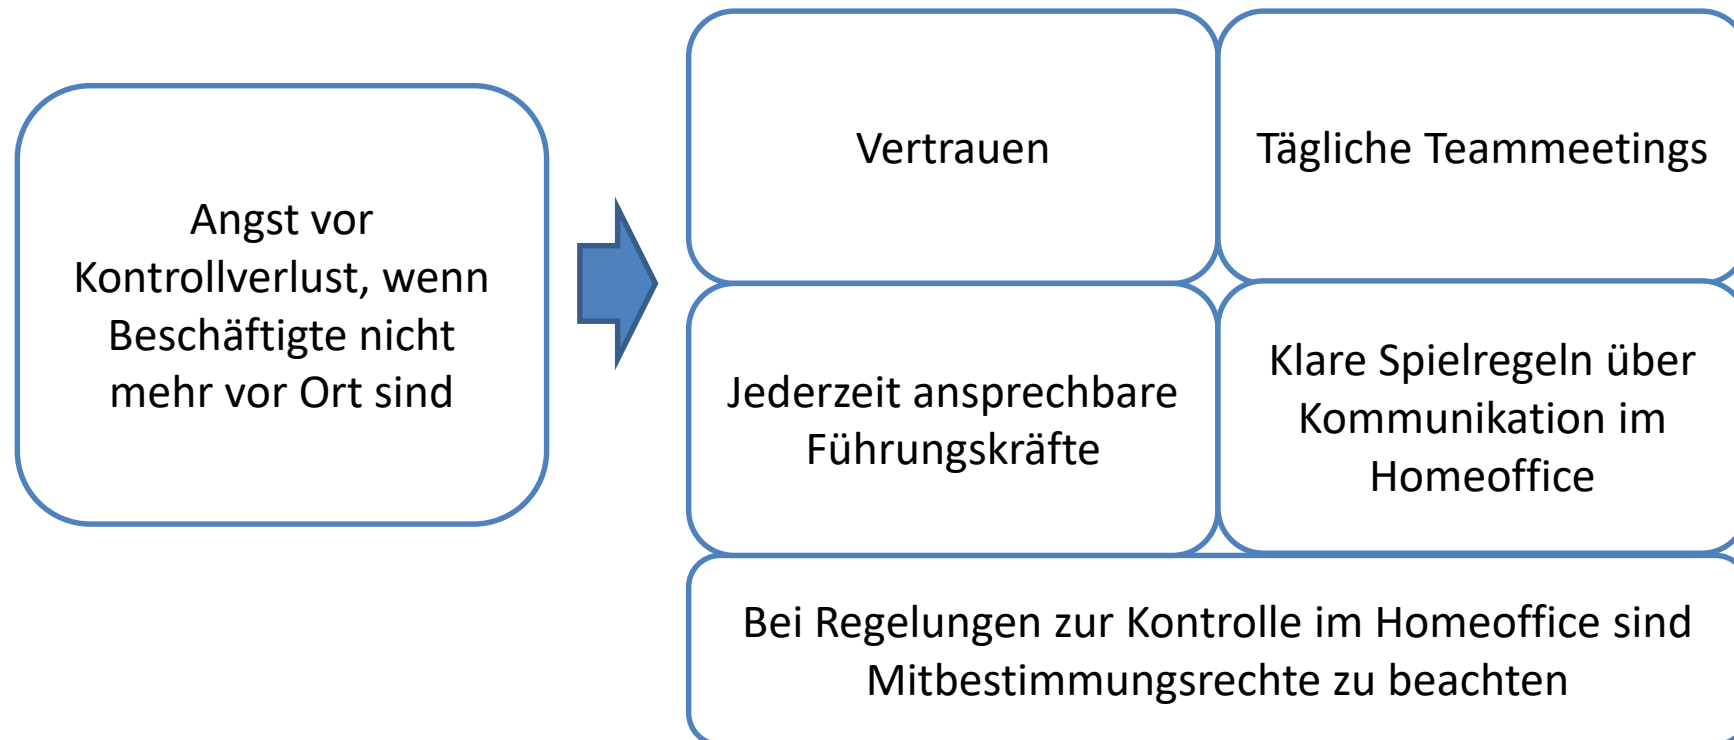 Angst vor
Kontrollverlust, wenn
Beschäftigte nicht
mehr vor Ort sind
Vertrauen
Tägliche Teammeetings
Jederzeit ansprechbare
Führungskräfte
Klare Spielregeln über
Kommunikation im
Homeoffice
Bei Regelungen zur Kontrolle im Homeoffice sind
Mitbestimmungsrechte zu beachten